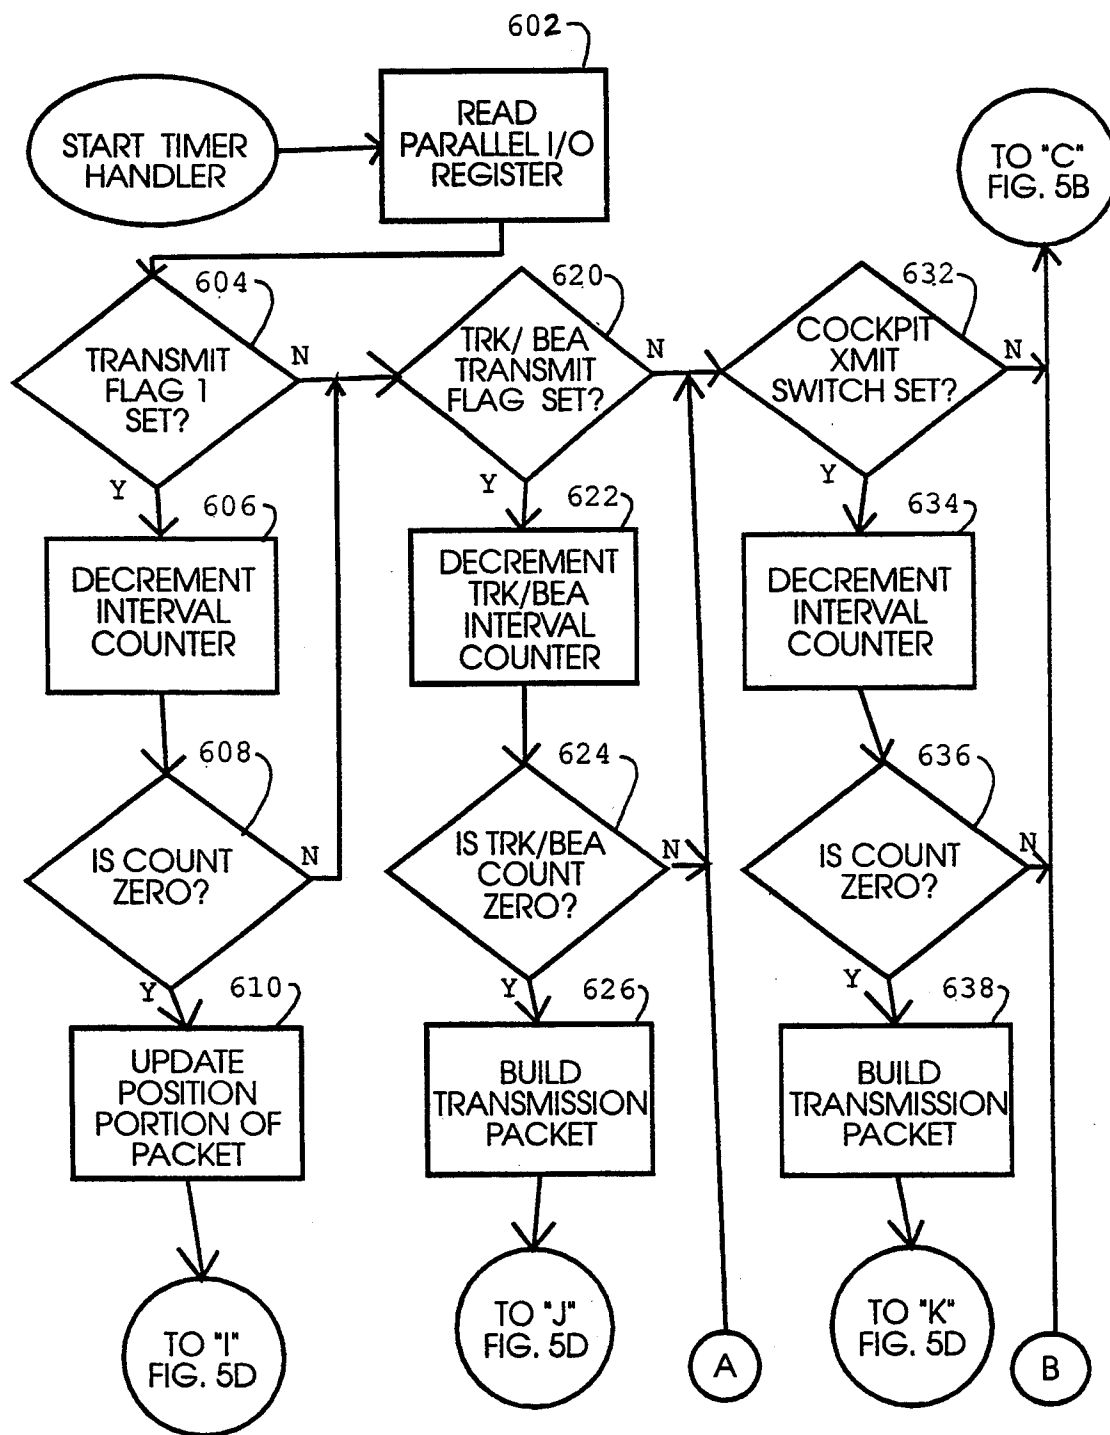 602
START TIMER
HANDLER
READ
PARALLEL I/O
REGISTER
TO "C"
FIG. 5B
604
TRANSMIT
FLAG 1
SET?
N
Y
620
TRK/ BEA
TRANSMIT
FLAG SET?
N
Y
632
COCKPIT
XMIT
SWITCH SET?
N
Y
606
DECREMENT
INTERVAL
COUNTER
622
DECREMENT
TRK/BEA
INTERVAL
COUNTER
634
DECREMENT
INTERVAL
COUNTER
608
IS COUNT
ZERO?
N
Y
624
IS TRK/BEA
COUNT
ZERO?
N
Y
636
IS COUNT
ZERO?
N
Y
610
UPDATE
POSITION
PORTION OF
PACKET
626
BUILD
TRANSMISSION
PACKET
638
BUILD
TRANSMISSION
PACKET
TO "I"
FIG. 5D
TO "J"
FIG. 5D
A
TO "K"
FIG. 5D
B